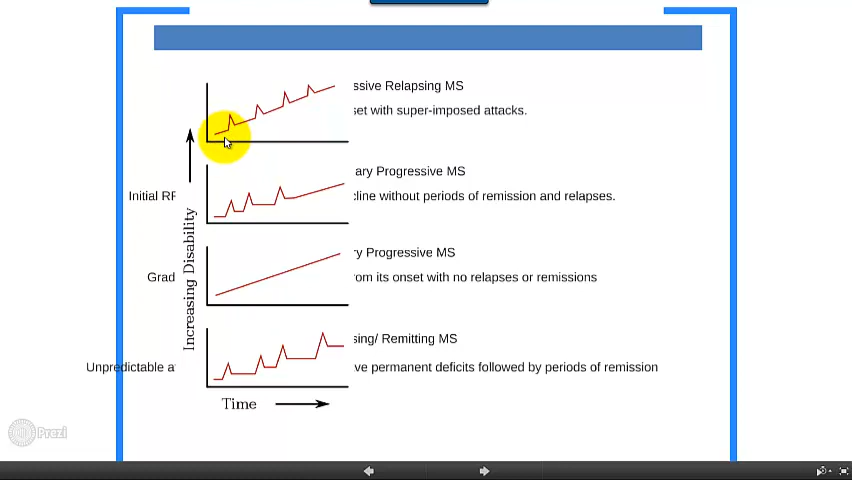 ssive Relapsing MS
set with super-imposed attacks.
ary Progressive MS
Initial RF cline without periods of remission and relapses.
ry Progressive MS
Grad om its onset with no relapses or remissions
sing/ Remitting MS
Unpredictable a ve permanent deficits followed by periods of remission
Increasing Disability
Time
Prezi